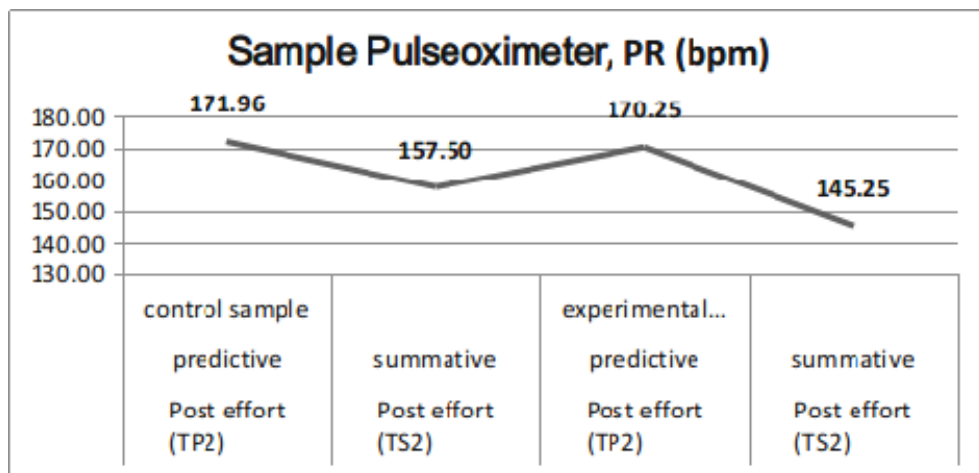 Sample Pulseoximeter, PR (bpm)
171.96
170.25
180.00
170.00
157.50
160.00
145.25
150.00
140.00
130.00
control sample
experimental...
predictive
summative
predictive
summative
Post effort
(TP2)
Post effort
(TS2)
Post effort
(TP2)
Post effort
(TS2)